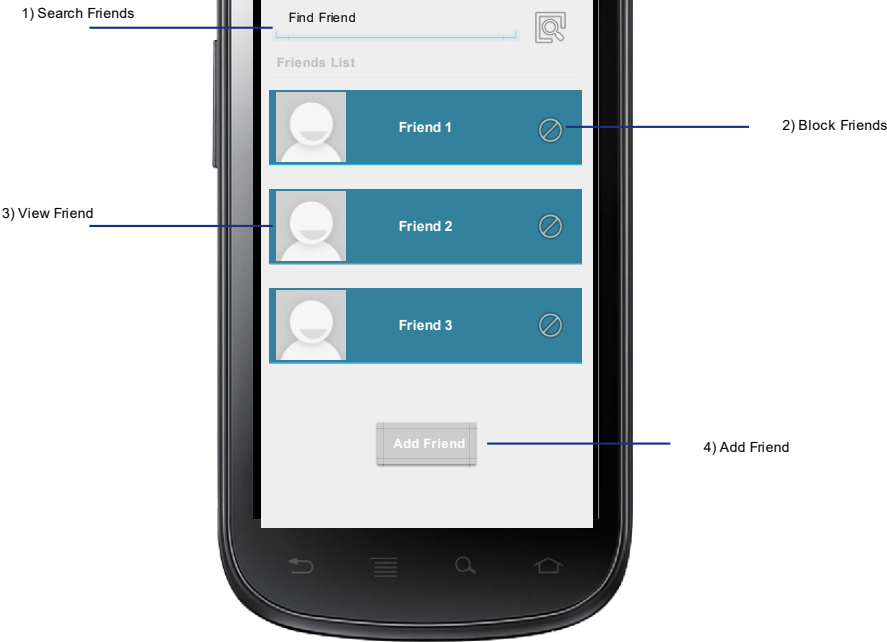 1) Search Friends
Find Friend
Friends List
Friend 1
2) Block Friends
3) View Friend
Friend 2
Friend 3
Add Friend
4) Add Friend